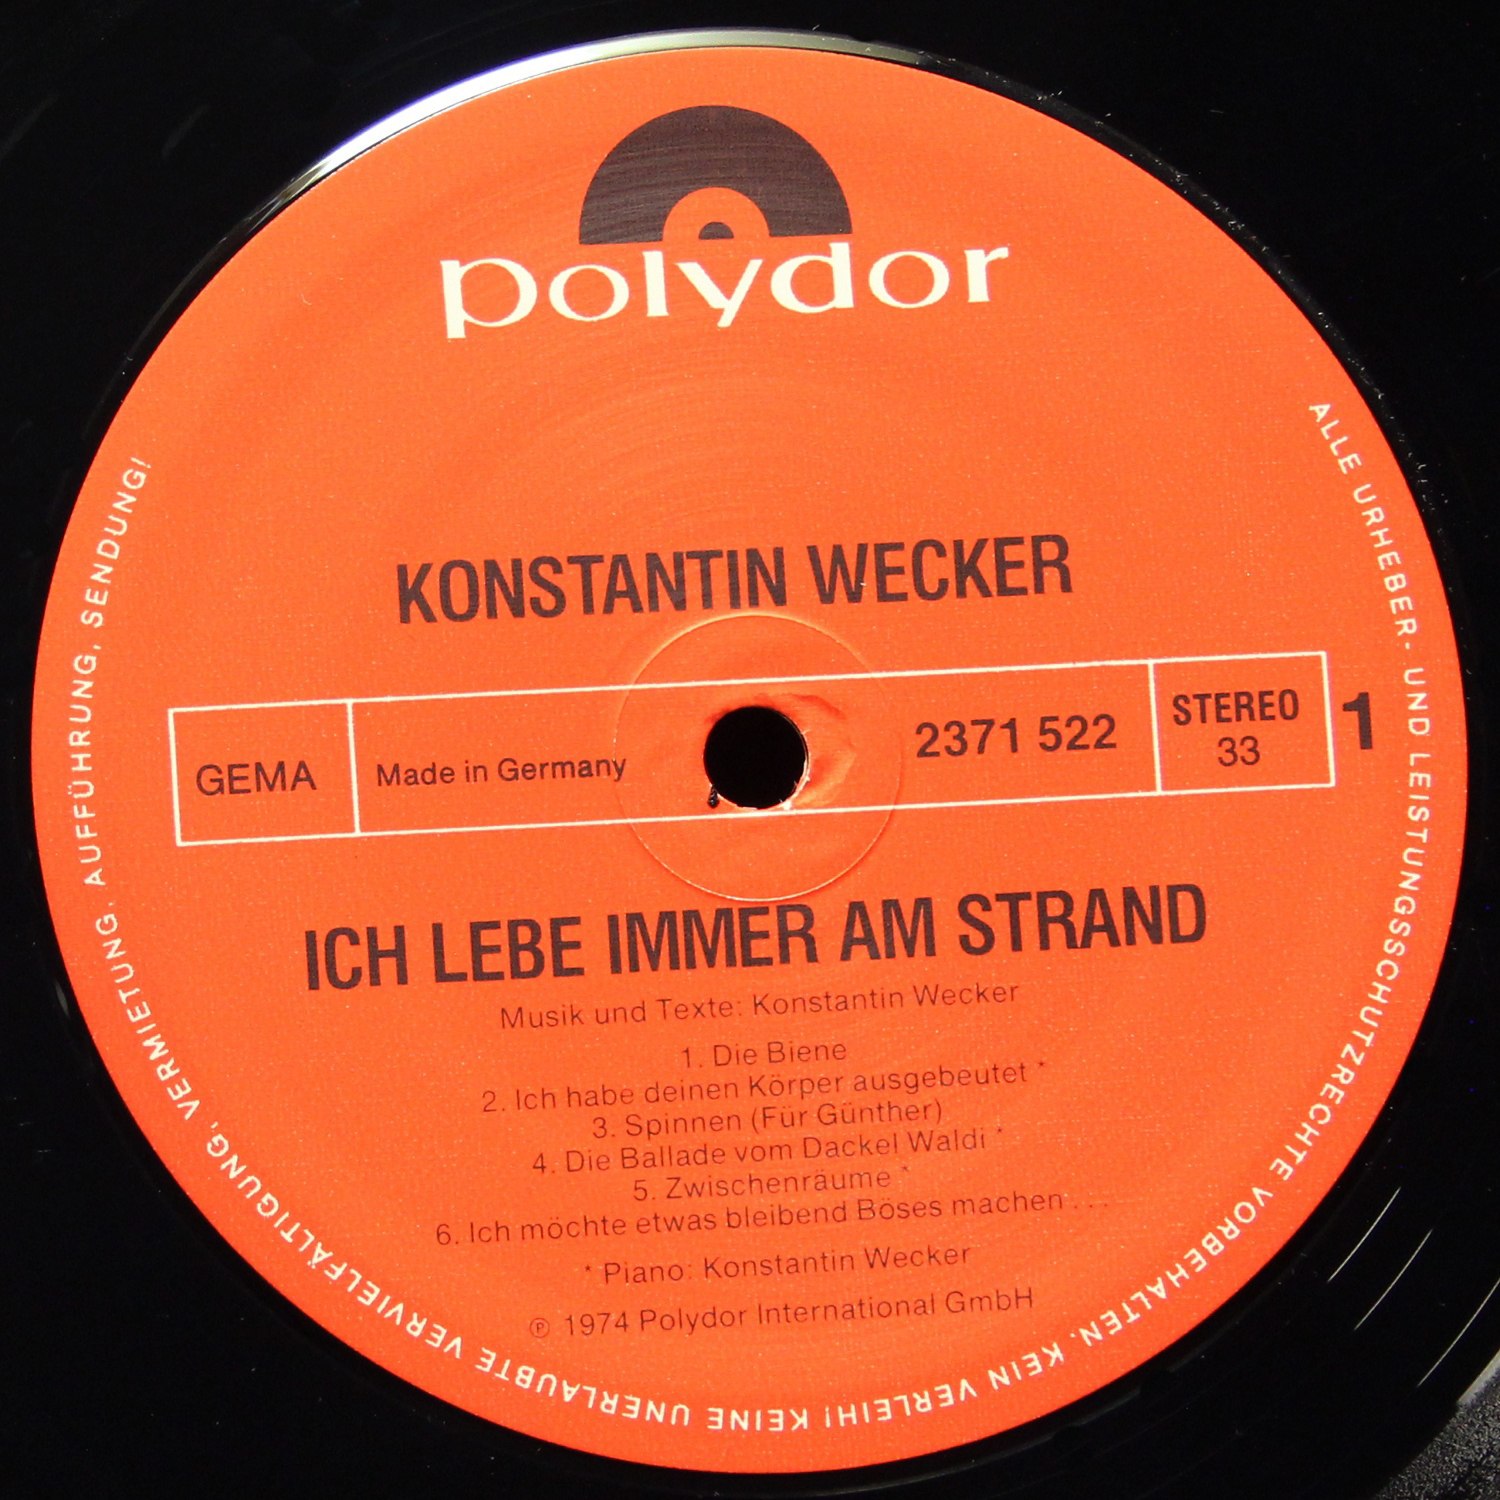 polydor
KONSTANTIN WECKER
GEMA
Made in Germany
2371 522
STEREO
33
1
ICH LEBE IMMER AM STRAND
Musik und Texte: Konstantin Wecker
1. Die Biene
2. Ich habe deinen Körper ausgebeutet *
3. Spinnen (Für Günther)
4. Die Ballade vom Dackel Waldi *
5. Zwischenräume *
6. Ich möchte etwas bleibend Böses machen . . .
* Piano: Konstantin Wecker
℗ 1974 Polydor International GmbH
ALLE URHEBER- UND LEISTUNGSSCHUTZRECHTE VORBEHALTEN. KEIN VERLEIH! KEINE UNERLAUBTE VERVIELFÄLTIGUNG, VERMIETUNG. AUFFÜHRUNG, SENDUNG!